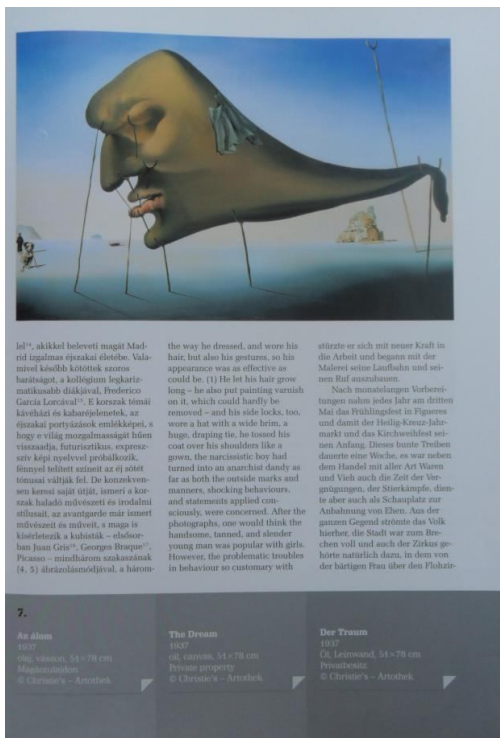 lel¹⁴, akikkel beleveti magát Mad-
rid izgalmas éjszakai életébe. Vala-
mivel később kötöttek szoros
barátságot, a kollégium legkariz-
matikusabb diákjával, Frederico
García Lorcával¹⁵. E korszak témái
kávéházi és kabaréjelenetek, az
éjszakai portyázások emlékképei, s
hogy e világ mozgalmasságát hűen
visszaadja, futurisztikus, expresz-
szív képi nyelvvel próbálkozik,
fénnyel telített színeit az éj sötét
tónusai váltják fel. De konzekven-
sen keresi saját útját, ismeri a kor-
szak haladó művészeti és irodalmi
stílusait, az avantgarde már ismert
művészeit és műveit, s maga is
kísérletezik a kubisták – elsősor-
ban Juan Gris¹⁶, Georges Braque¹⁷,
Picasso – mindhárom szakaszának
(4, 5) ábrázolásmódjával, a három-
the way he dressed, and wore his
hair, but also his gestures, so his
appearance was as effective as
could be. (1) He let his hair grow
long – he also put painting varnish
on it, which could hardly be
removed – and his side locks, too,
wore a hat with a wide brim, a
huge, draping tie, he tossed his
coat over his shoulders like a
gown, the narcissistic boy had
turned into an anarchist dandy as
far as both the outside marks and
manners, shocking behaviours,
and statements applied con-
sciously, were concerned. After the
photographs, one would think the
handsome, tanned, and slender
young man was popular with girls.
However, the problematic troubles
in behaviour so customary with
stürzte er sich mit neuer Kraft in
die Arbeit und begann mit der
Malerei seine Laufbahn und sei-
nen Ruf auszubauen.
Nach monatelangen Vorberei-
tungen nahm jedes Jahr am dritten
Mai das Frühlingsfest in Figueres
und damit der Heilig-Kreuz-Jahr-
markt und das Kirchweihfest sei-
nen Anfang. Dieses bunte Treiben
dauerte eine Woche, es war neben
dem Handel mit aller Art Waren
und Vieh auch die Zeit der Ver-
gnügungen, der Stierkämpfe, dien-
te aber auch als Schauplatz zur
Anbahnung von Ehen. Aus der
ganzen Gegend strömte das Volk
hierher, die Stadt war zum Bre-
chen voll und auch der Zirkus ge-
hörte natürlich dazu, in dem von
der bärtigen Frau über den Flohzir-
7.
Az álom
1937
olaj, vászon, 51×78 cm
Magántulajdon
© Christie's – Artothek
The Dream
1937
oil, canvas, 51×78 cm
Private property
© Christie's – Artothek
Der Traum
1937
Öl, Leinwand, 51×78 cm
Privatbesitz
© Christie's – Artothek